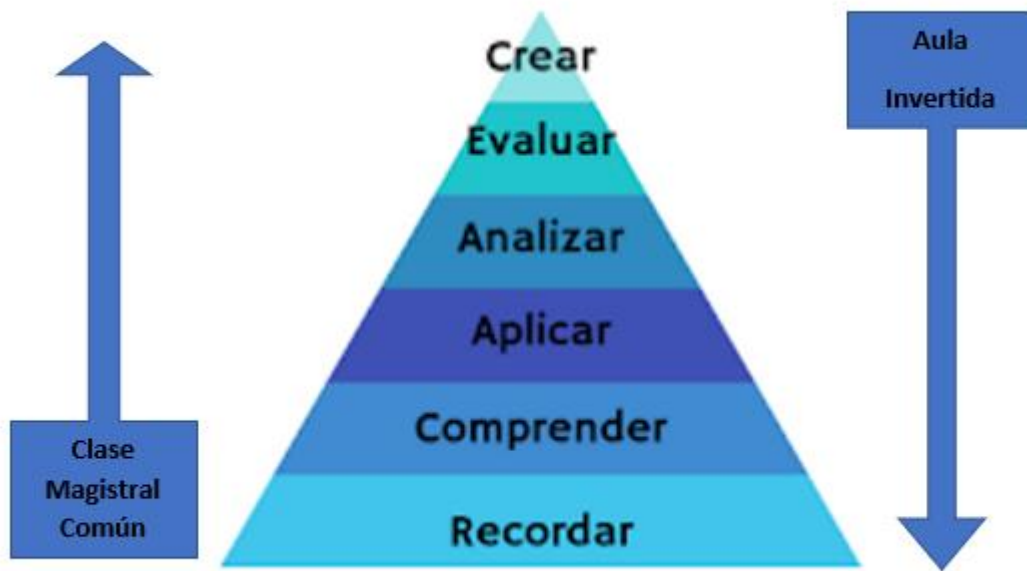 Crear
Evaluar
Analizar
Aplicar
Comprender
Recordar
Clase
Magistral
Común
Aula
Invertida